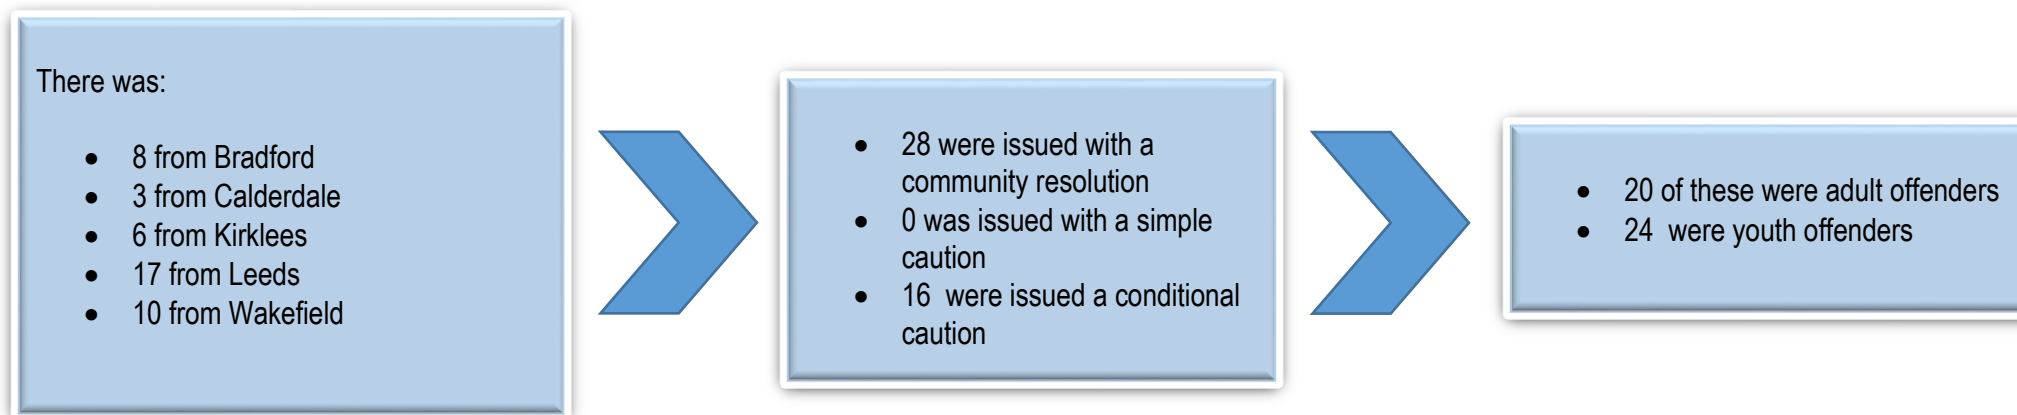 There was:
• 8 from Bradford
• 3 from Calderdale
• 6 from Kirklees
• 17 from Leeds
• 10 from Wakefield
• 28 were issued with a
community resolution
• 0 was issued with a simple
caution
• 16 were issued a conditional
caution
• 20 of these were adult offenders
• 24 were youth offenders